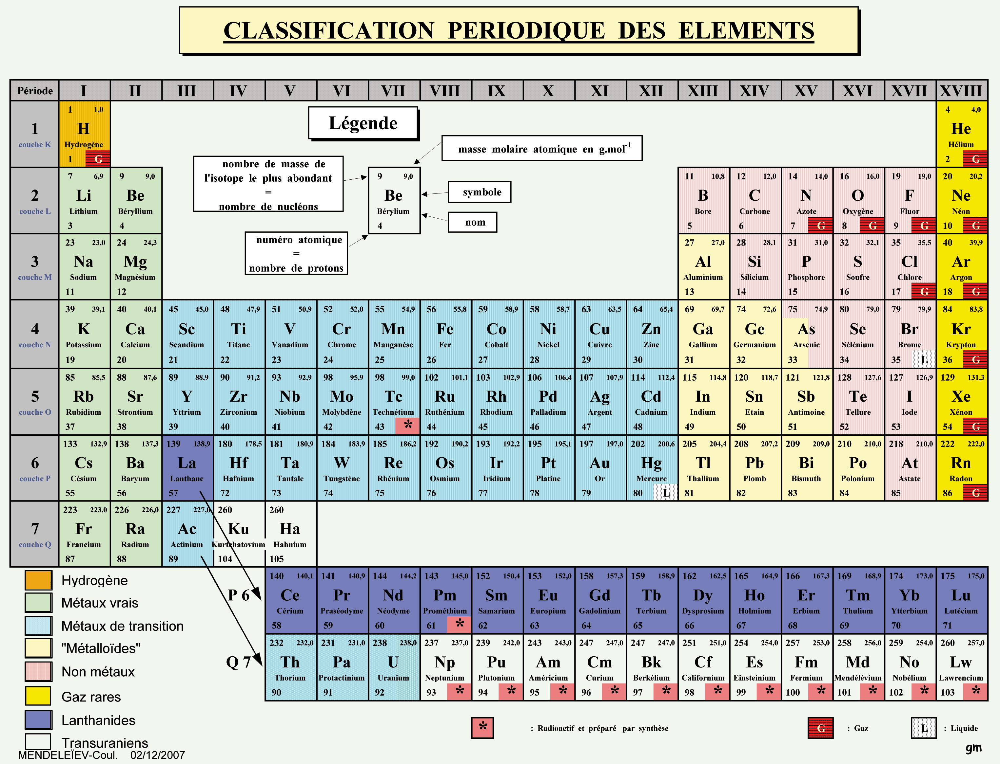 CLASSIFICATION PERIODIQUE DES ELEMENTS
Période I II III IV V VI VII VIII IX X XI XII XIII XIV XV XVI XVII XVIII
1
couche K
1 1,0
H
Hydrogène
1 G
Légende
masse molaire atomique en g.mol-1
nombre de masse de
l'isotope le plus abondant
=
nombre de nucléons
9 9,0
Be
Bérylium
4
symbole
nom
numéro atomique
=
nombre de protons
4 4,0
He
Hélium
2 G
2
couche L
7 6,9 9 9,0 11 10,8 12 12,0 14 14,0 16 16,0 19 19,0 20 20,2
Li Be B C N O F Ne
Lithium Béryllium Bore Carbone Azote Oxygène Fluor Néon
3 4 5 6 7 G 8 G 9 G 10 G
3
couche M
23 23,0 24 24,3 27 27,0 28 28,1 31 31,0 32 32,1 35 35,5 40 39,9
Na Mg Al Si P S Cl Ar
Sodium Magnésium Aluminium Silicium Phosphore Soufre Chlore Argon
11 12 13 14 15 16 17 G 18 G
4
couche N
39 39,1 40 40,1 45 45,0 48 47,9 51 50,9 52 52,0 55 54,9 56 55,8 59 58,9 58 58,7 63 63,5 64 65,4 69 69,7 74 72,6 75 74,9 80 79,0 79 79,9 84 83,8
K Ca Sc Ti V Cr Mn Fe Co Ni Cu Zn Ga Ge As Se Br Kr
Potassium Calcium Scandium Titane Vanadium Chrome Manganèse Fer Cobalt Nickel Cuivre Zinc Gallium Germanium Arsenic Sélénium Brome Krypton
19 20 21 22 23 24 25 26 27 28 29 30 31 32 33 34 35 L 36 G
5
couche O
85 85,5 88 87,6 89 88,9 90 91,2 93 92,9 98 95,9 98 99,0 102 101,1 103 102,9 106 106,4 107 107,9 114 112,4 115 114,8 120 118,7 121 121,8 128 127,6 127 126,9 129 131,3
Rb Sr Y Zr Nb Mo Tc Ru Rh Pd Ag Cd In Sn Sb Te I Xe
Rubidium Strontium Yttrium Zirconium Niobium Molybdène Technétium Ruthénium Rhodium Palladium Argent Cadnium Indium Etain Antimoine Tellure Iode Xénon
37 38 39 40 41 42 43 * 44 45 46 47 48 49 50 51 52 53 54 G
6
couche P
133 132,9 138 137,3 139 138,9 180 178,5 181 180,9 184 183,9 185 186,2 192 190,2 193 192,2 195 195,1 197 197,0 202 200,6 205 204,4 208 207,2 209 209,0 210 210,0 218 210,0 222 222,0
Cs Ba La Hf Ta W Re Os Ir Pt Au Hg Tl Pb Bi Po At Rn
Césium Baryum Lanthane Hafnium Tantale Tungstène Rhénium Osmium Iridium Platine Or Mercure Thallium Plomb Bismuth Polonium Astate Radon
55 56 57 72 73 74 75 76 77 78 79 80 L 81 82 83 84 85 86 G
7
couche Q
223 223,0 226 226,0 227 227,0 260 260
Fr Ra Ac Ku Ha
Francium Radium Actinium Kurtchatovium Hahnium
87 88 89 104 105
P 6
140 140,1 141 140,9 144 144,2 143 145,0 152 150,4 153 152,0 158 157,3 159 158,9 162 162,5 165 164,9 166 167,3 169 168,9 174 173,0 175 175,0
Ce Pr Nd Pm Sm Eu Gd Tb Dy Ho Er Tm Yb Lu
Cérium Praséodyme Néodyme Prométhium Samarium Europium Gadolinium Terbium Dysprosium Holmium Erbium Thulium Ytterbium Lutécium
58 59 60 61 * 62 63 64 65 66 67 68 69 70 71
Q 7
232 232,0 231 231,0 238 238,0 237 237,0 239 242,0 243 243,0 247 247,0 247 247,0 251 251,0 254 254,0 257 253,0 258 256,0 259 254,0 260 257,0
Th Pa U Np Pu Am Cm Bk Cf Es Fm Md No Lw
Thorium Protactinium Uranium Neptunium Plutonium Américium Curium Berkélium Californium Einsteinium Fermium Mendélévium Nobélium Lawrencium
90 91 92 93 * 94 * 95 * 96 * 97 * 98 * 99 * 100 * 101 * 102 * 103 *
Hydrogène
Métaux vrais
Métaux de transition
"Métalloïdes"
Non métaux
Gaz rares
Lanthanides
Transuraniens
* : Radioactif et préparé par synthèse
G : Gaz
L : Liquide
MENDELEÏEV-Coul. 02/12/2007
gm